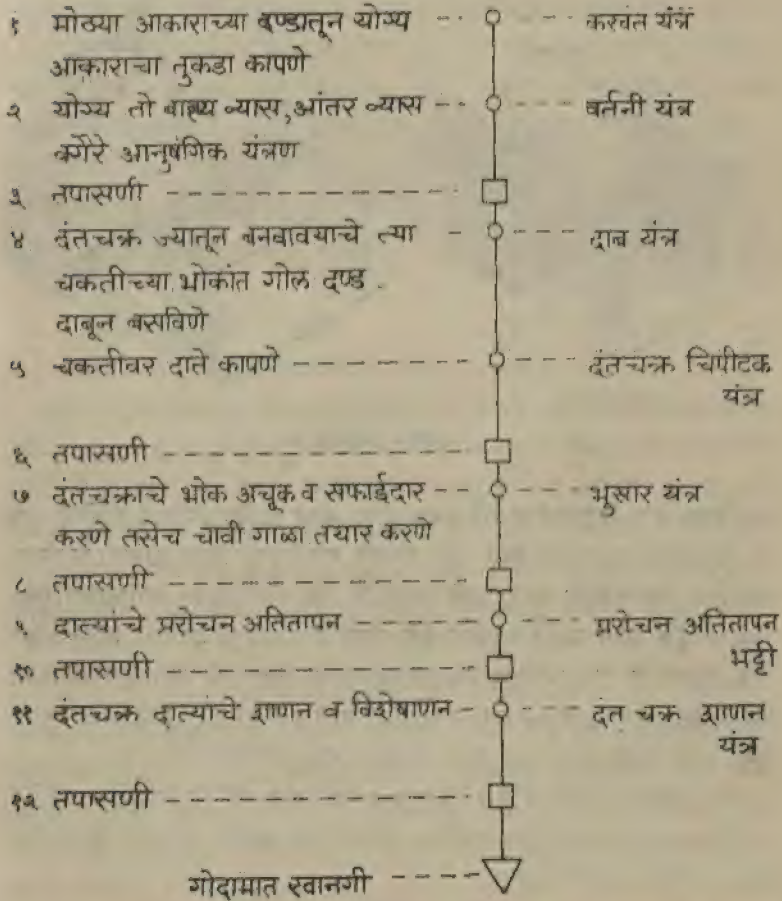 १ मोठ्या आकाराच्या दण्डातून योग्य करवत यंत्र
आकाराचा तुकडा कापणे
२ योग्य तो बाह्य व्यास,आंतर व्यास वर्तनी यंत्र
वगैरे आनुषंगिक यंत्रण
३ तपासणी
४ दंतचक्र ज्यातून बनवावयाचे त्या दाब यंत्र
चकतीच्या भोकांत गोल दण्ड
दाबून बसविणे
५ चकतीवर दाते कापणे दंतचक्र चिपीटक
यंत्र
६ तपासणी
७ दंतचक्राचे भोक अचूक व सफाईदार भुसार यंत्र
करणे तसेच चावी गाळा तयार करणे
८ तपासणी
९ दात्यांचे प्ररोचन अतितापन प्ररोचन अतितापन
भट्टी
१० तपासणी
११ दंतचक्र दात्यांचे शाणन व विशेषाणन दंत चक्र शाणन
यंत्र
१२ तपासणी
गोदामात रवानगी